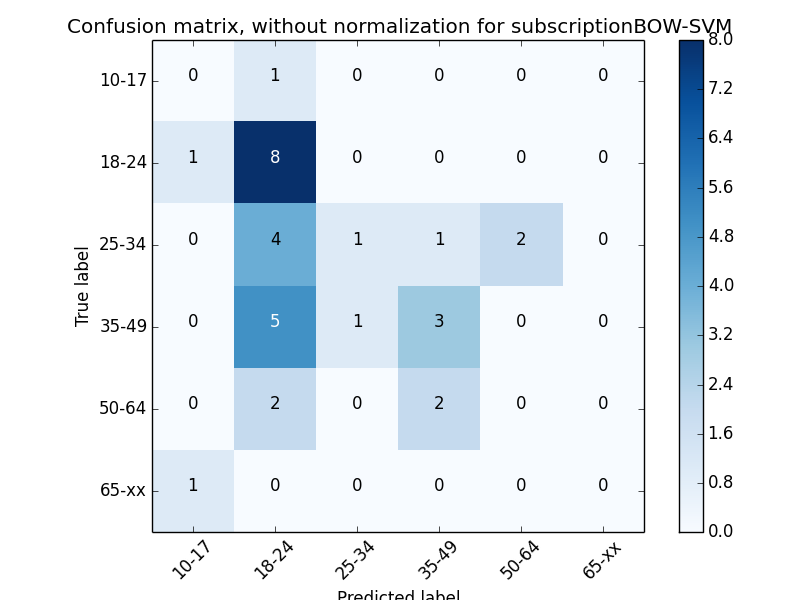 Confusion matrix, without normalization for subscriptionBOW-SVM
True label
10-17 0 1 0 0 0 0
18-24 1 8 0 0 0 0
25-34 0 4 1 1 2 0
35-49 0 5 1 3 0 0
50-64 0 2 0 2 0 0
65-xx 1 0 0 0 0 0
10-17 18-24 25-34 35-49 50-64 65-xx
Predicted label
8.0
7.2
6.4
5.6
4.8
4.0
3.2
2.4
1.6
0.8
0.0